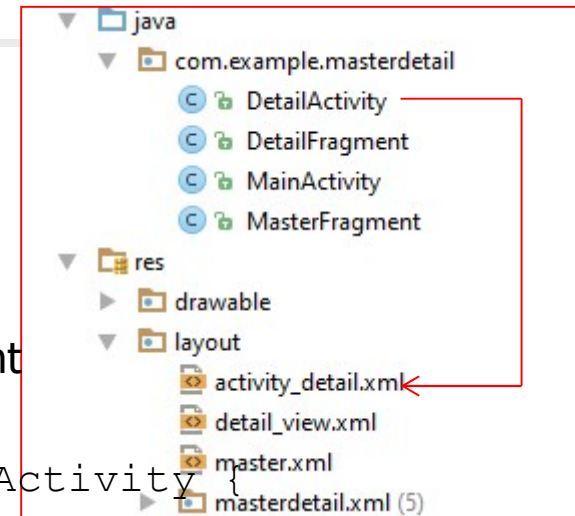 java
com.example.masterdetail
C DetailActivity
C DetailFragment
C MainActivity
C MasterFragment
res
drawable
layout
nt
activity_detail.xml
detail_view.xml
master.xml
Activity {
masterdetail.xml (5)